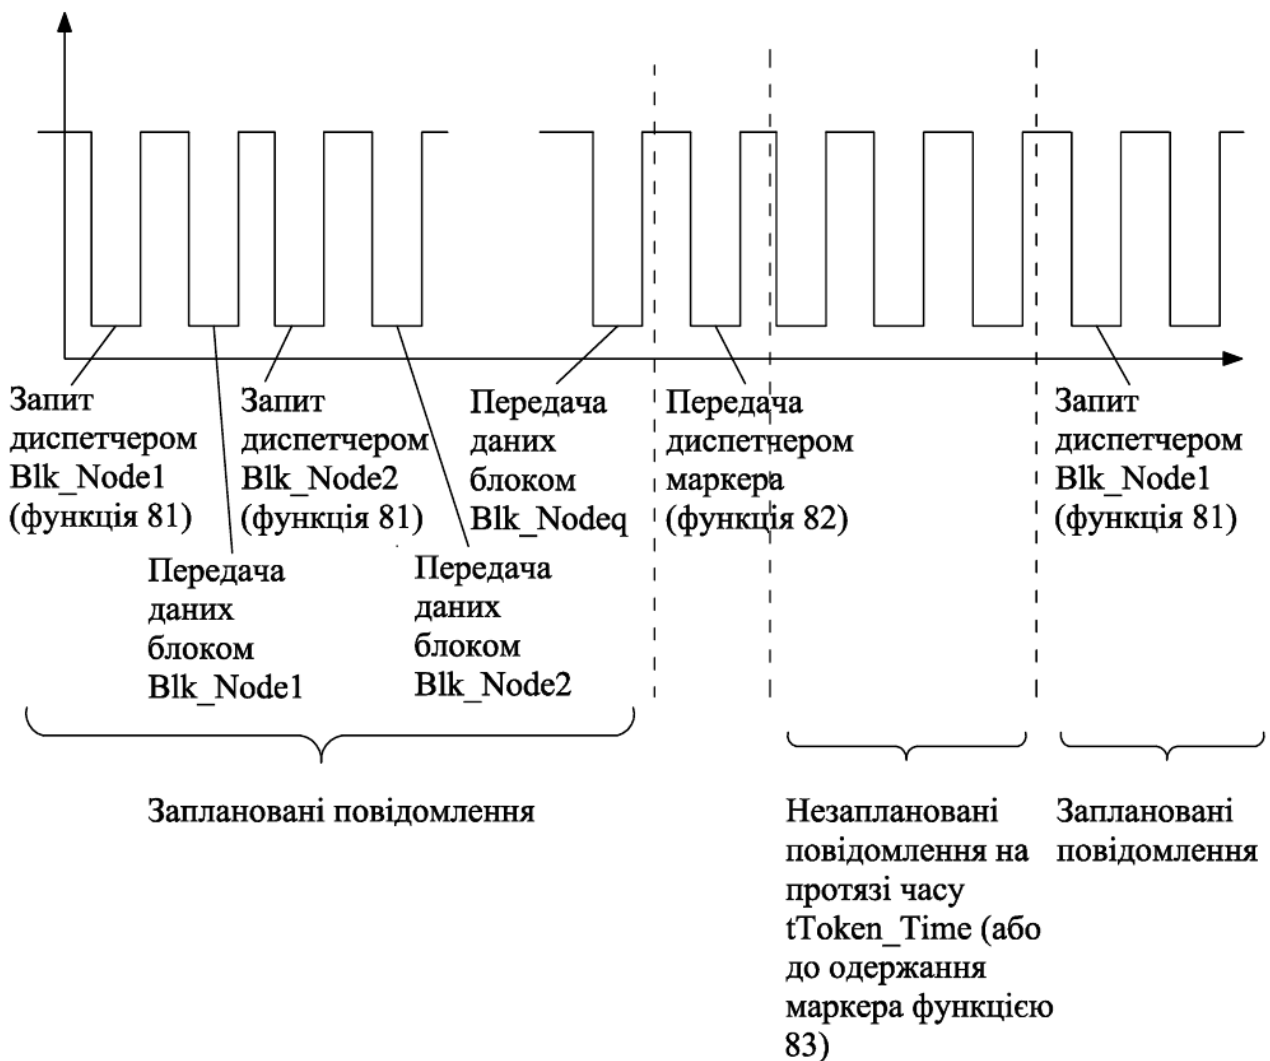 Запит
диспетчером
Blk_Node1
(функція 81)
Запит
диспетчером
Blk_Node2
(функція 81)
Передача
даних
блоком
Blk_Nodeq
Передача
диспетчером
маркера
(функція 82)
Запит
диспетчером
Blk_Node1
(функція 81)
Передача
даних
блоком
Blk_Node1
Передача
даних
блоком
Blk_Node2
Заплановані повідомлення
Незаплановані
повідомлення на
протязі часу
tToken_Time (або
до одержання
маркера функцією
83)
Заплановані
повідомлення